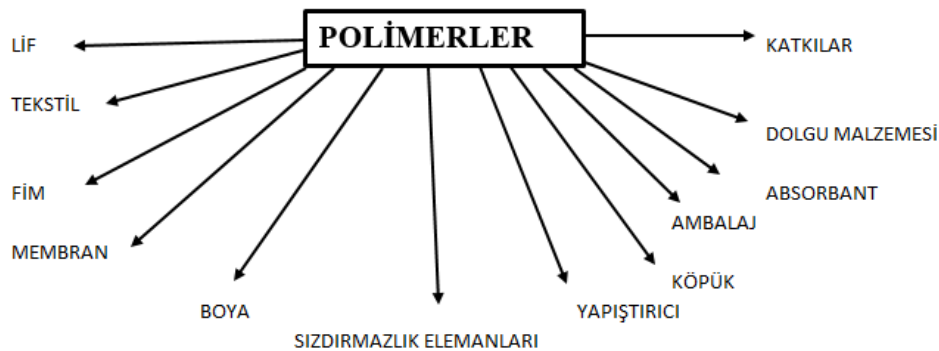 POLİMERLER
LİF
KATKILAR
TEKSTİL
DOLGU MALZEMESİ
FİM
ABSORBANT
AMBALAJ
MEMBRAN
KÖPÜK
BOYA
YAPIŞTIRICI
SIZDIRMAZLIK ELEMANLARI